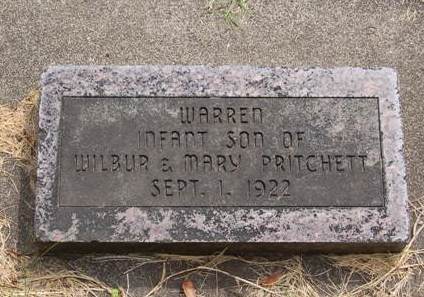 WARREN
INFANT SON OF
WILBUR & MARY PRITCHETT
SEPT. 1, 1922